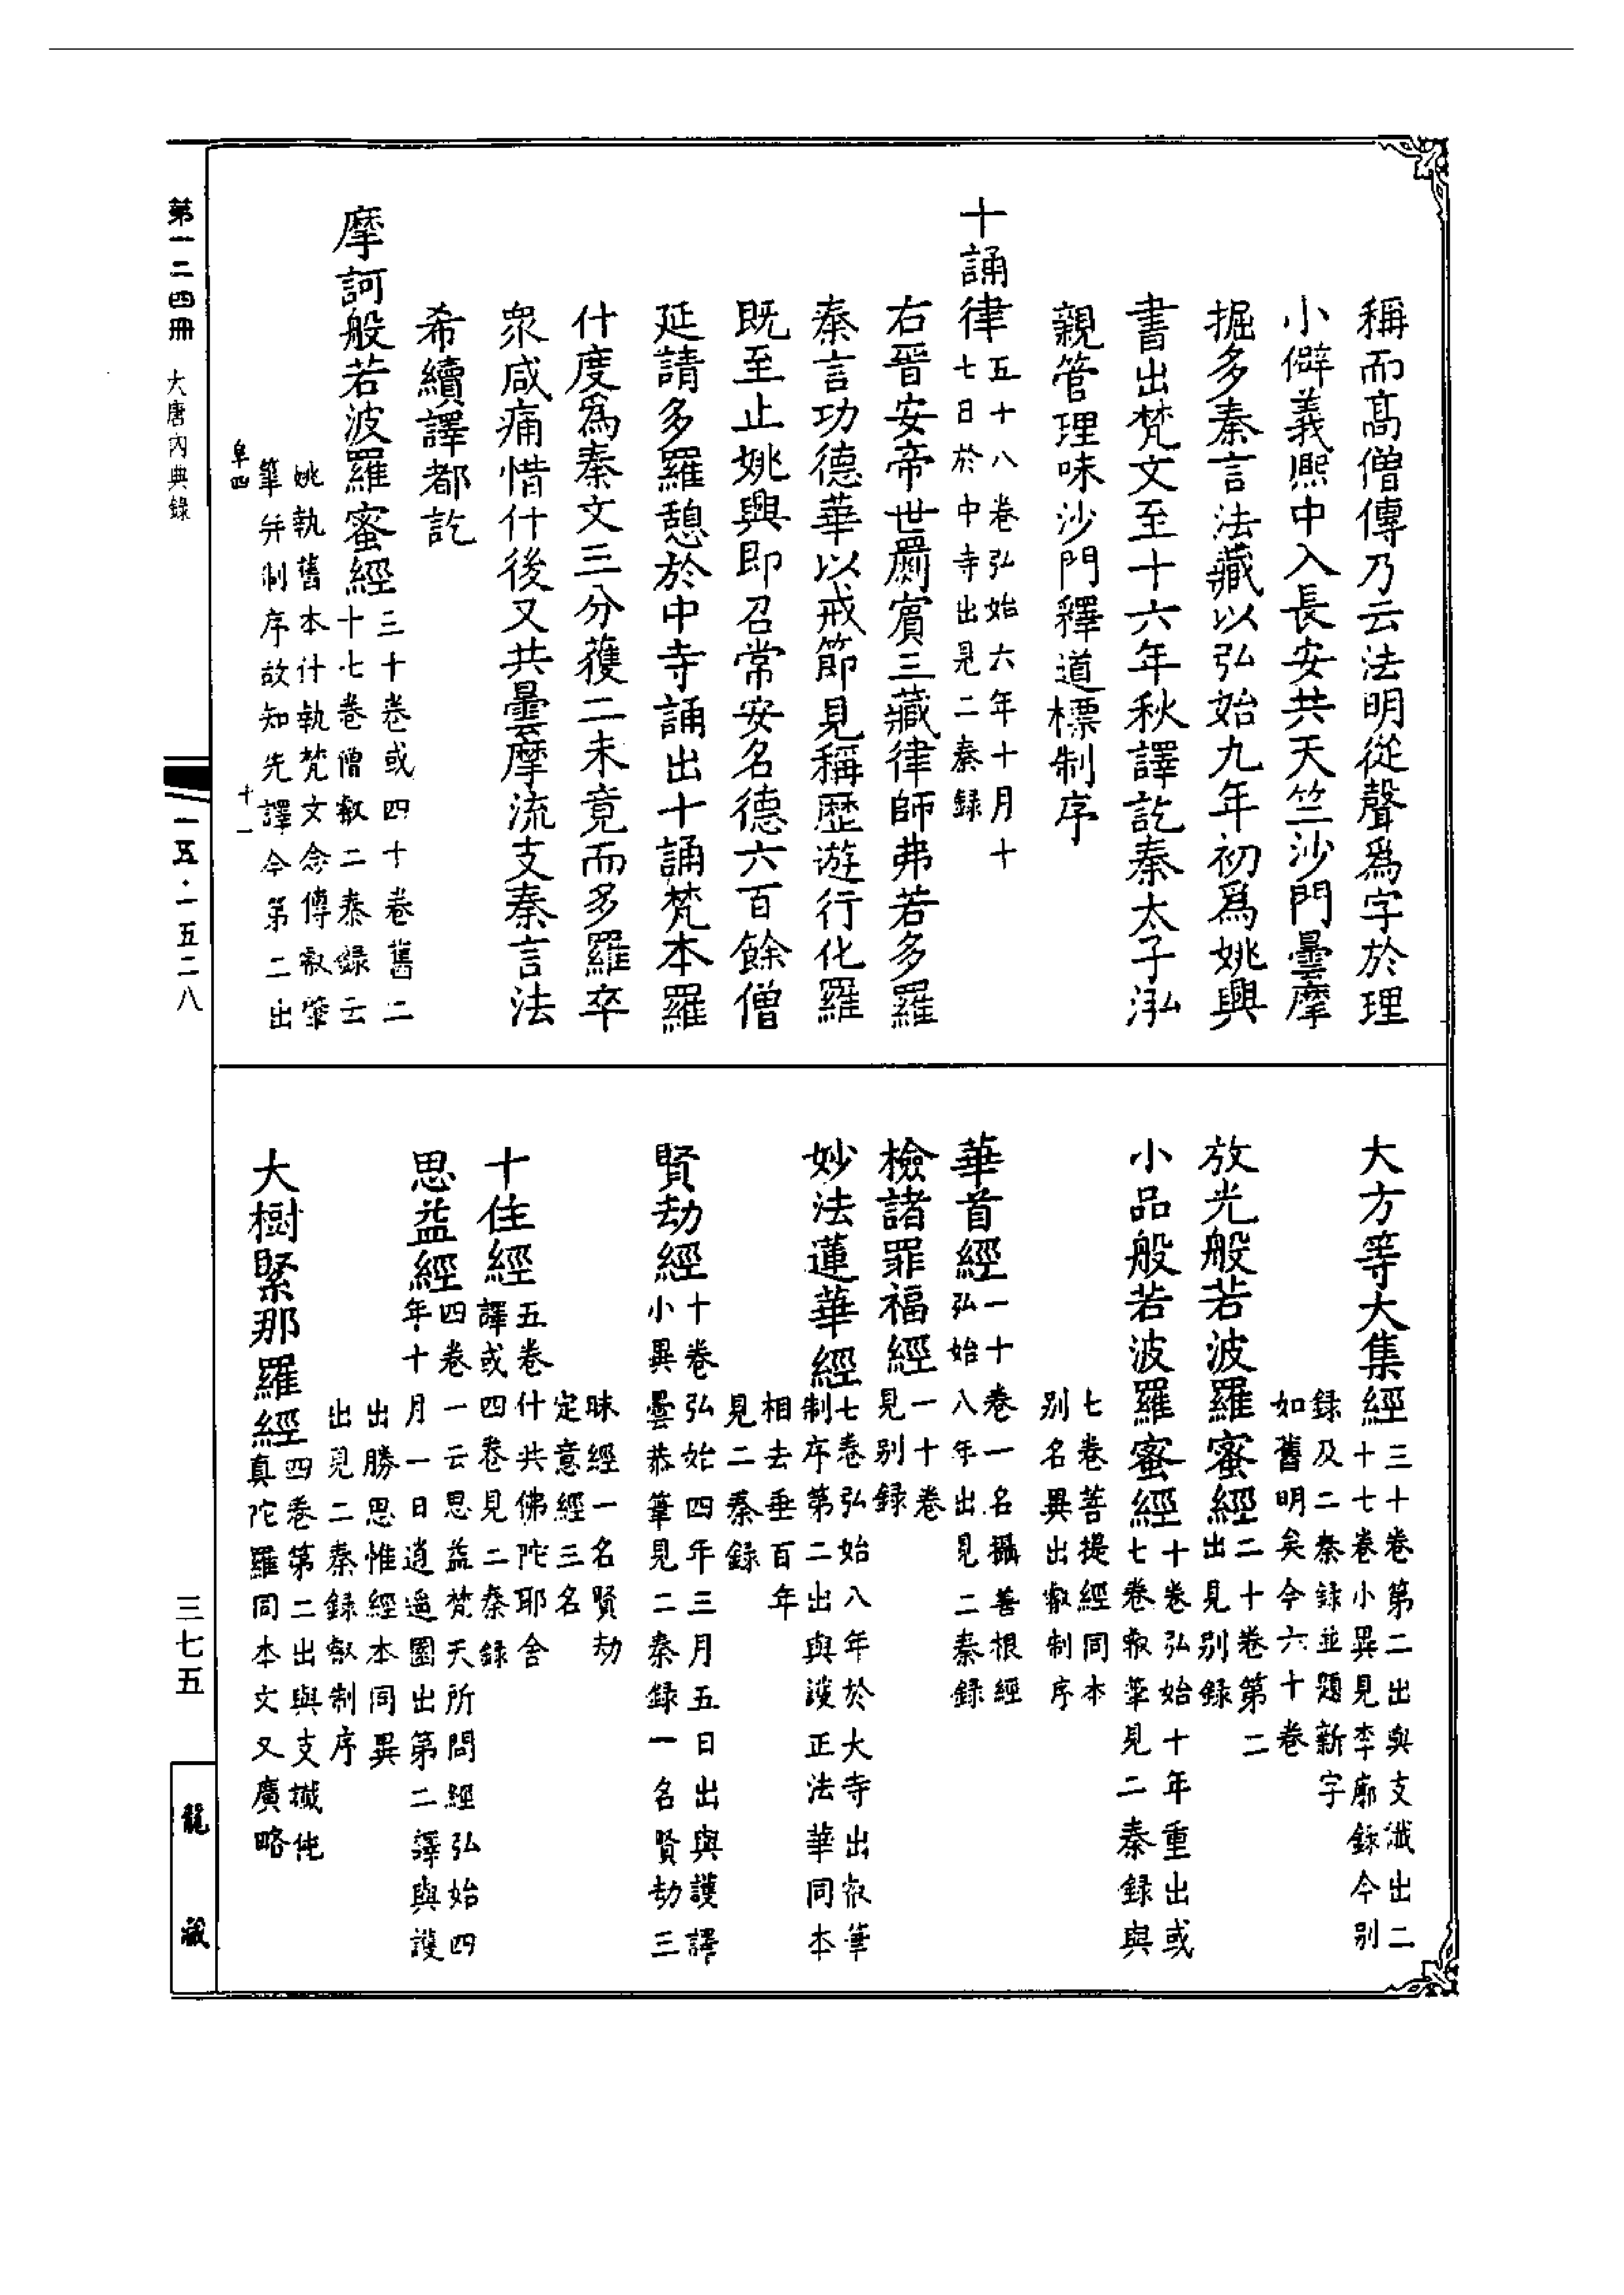 稱而高僧傳乃云法明從聲爲字於理
小僻義熙中入長安共天竺沙門曇摩
掘多秦言法藏以弘始九年初爲姚興
書出梵文至十六年秋譯訖秦太子泓
親管理味沙門釋道標制序
十誦律五十八卷弘始六年十月十
七日於中寺出見二秦録
右晉安帝世罽賓三藏律師弗若多羅
秦言功德華以戒節見稱歷遊行化羅
既至止姚興即召常安名德六百餘僧
延請多羅憩於中寺誦出十誦梵本羅
什度爲秦文三分獲二未竟而多羅卒
衆咸痛惜什後又共曇摩流支秦言法
希續譯都訖
摩訶般若波羅蜜經三十卷或四十卷舊二
十七卷僧叡二秦録云
姚執舊本什執梵文念傳叡筆
筆并制序故知先譯今第二出
阜四
十一
大方等大集經三十卷第二出與支讖出二
十七卷小異見李廓録今别
録及二秦録並題新字
如舊明矣今六十卷
放光般若波羅蜜經二十卷第二
出見别録
小品般若波羅蜜經十卷弘始十年重出或
七卷叡筆見二秦録與
七卷菩提經同本
别名異出叡制序
華首經一十卷一名攝善根經
弘始八年出見二秦録
檢諸罪福經一十卷
見别録
妙法蓮華經七卷弘始八年於大寺出叡筆
制序第二出與護正法華同本
相去垂百年
見二秦録
賢劫經十卷弘始四年三月五日出與護譯
小異曇恭筆見二秦録一名賢劫三
昧經一名賢劫
定意經三名
十住經五卷什共佛陀耶舍
譯或四卷見二秦録
思益經四卷一云思益梵天所問經弘始四
年十月一日逍遥園出第二譯與護
出勝思惟經本同異
出見二秦録叡制序
大樹緊那羅經四卷第二出與支讖㐌
真陀羅同本文又廣略
第一二四冊
大唐内典錄
一五·一五二八
三七五
龍藏